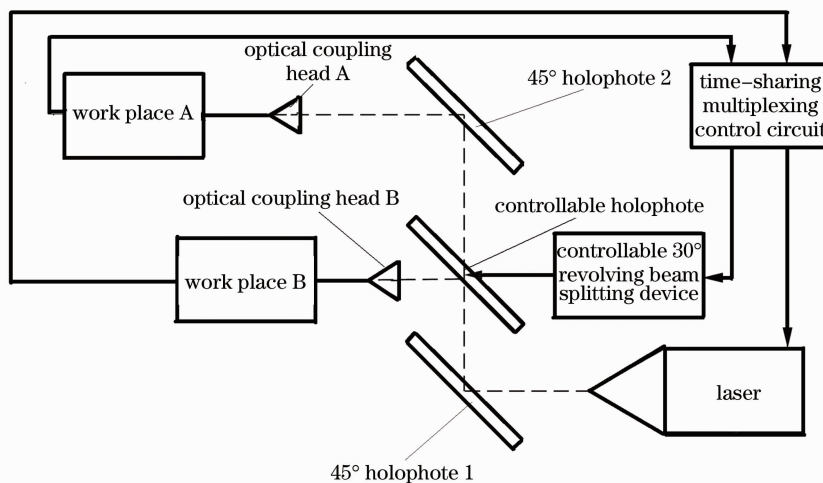 optical coupling
head A
45° holophote 2
time-sharing
multiplexing
control circuit
work place A
optical coupling head B
controllable holophote
work place B
controllable 30°
revolving beam
splitting device
laser
45° holophote 1